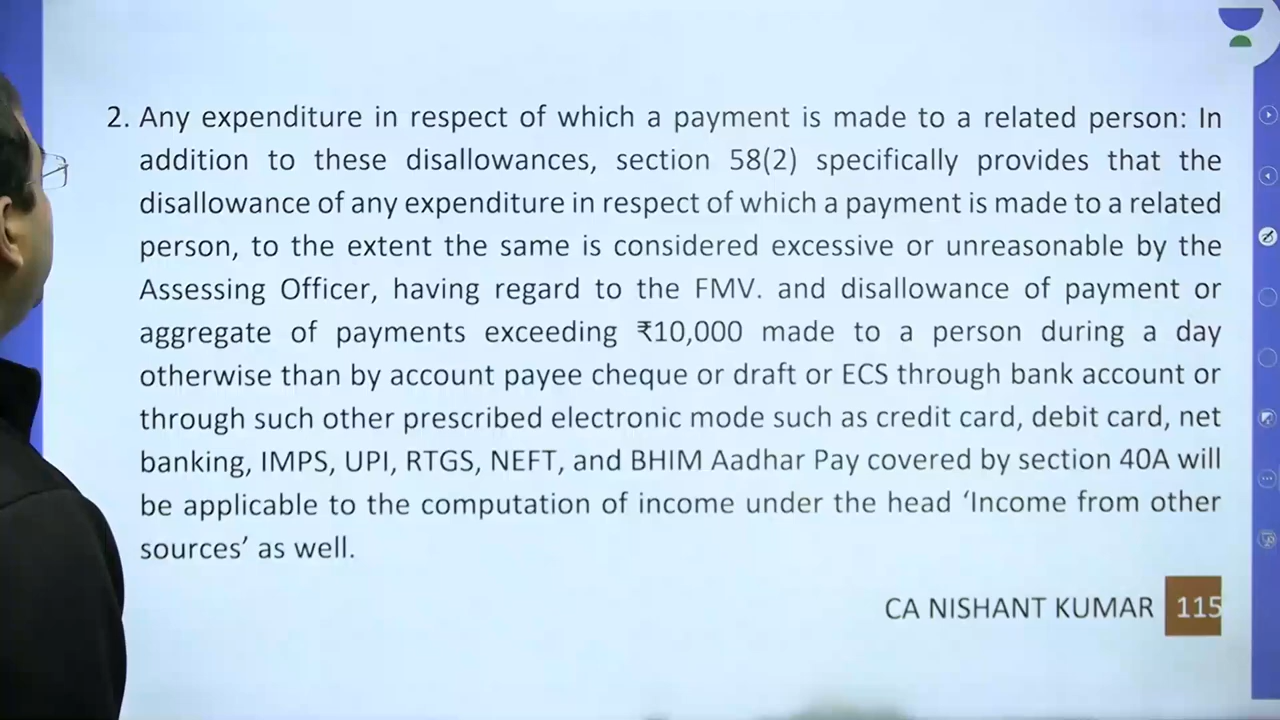 2. Any expenditure in respect of which a payment is made to a related person: In
addition to these disallowances, section 58(2) specifically provides that the
disallowance of any expenditure in respect of which a payment is made to a related
person, to the extent the same is considered excessive or unreasonable by the
Assessing Officer, having regard to the FMV. and disallowance of payment or
aggregate of payments exceeding ₹10,000 made to a person during a day
otherwise than by account payee cheque or draft or ECS through bank account or
through such other prescribed electronic mode such as credit card, debit card, net
banking, IMPS, UPI, RTGS, NEFT, and BHIM Aadhar Pay covered by section 40A will
be applicable to the computation of income under the head ‘Income from other
sources’ as well.
CA NISHANT KUMAR 115